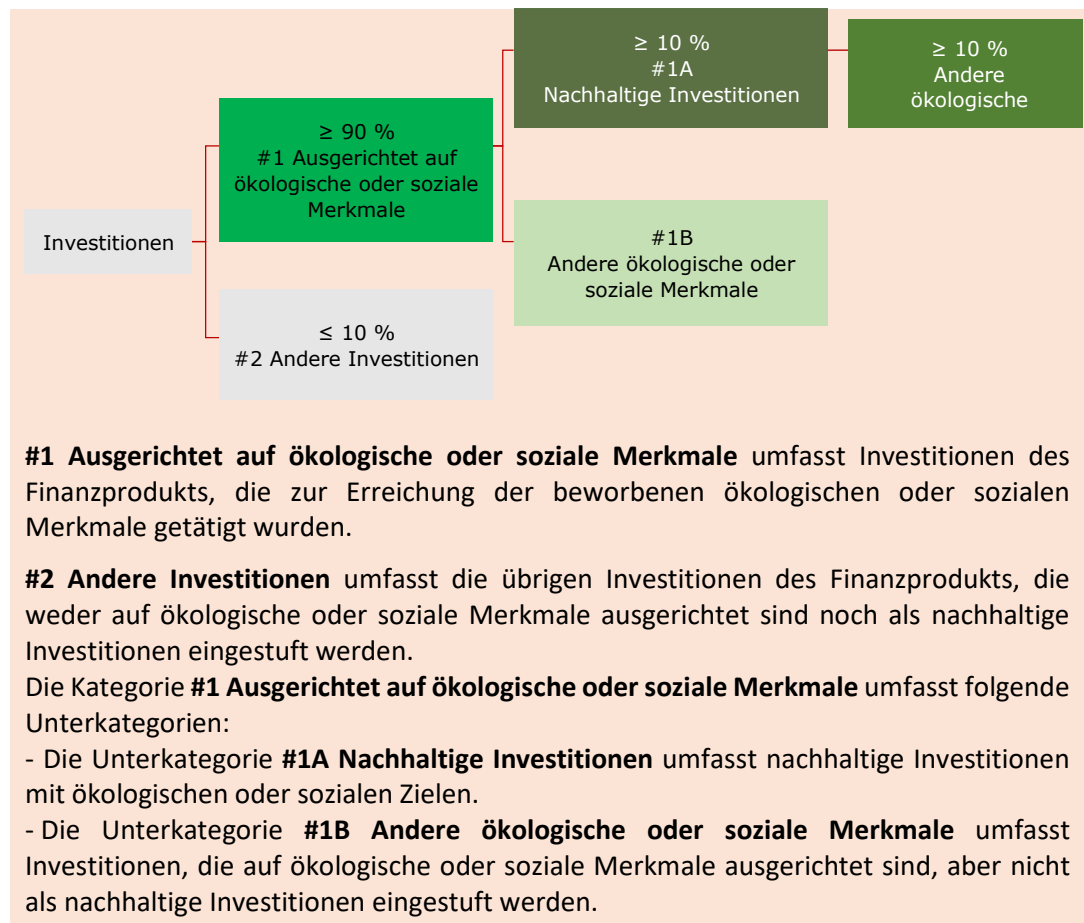 ≥ 10 %
#1A
Nachhaltige Investitionen
≥ 10 %
Andere
ökologische
≥ 90 %
#1 Ausgerichtet auf
ökologische oder soziale
Merkmale
Investitionen
#1B
Andere ökologische oder
soziale Merkmale
≤ 10 %
#2 Andere Investitionen
#1 Ausgerichtet auf ökologische oder soziale Merkmale umfasst Investitionen des
Finanzprodukts, die zur Erreichung der beworbenen ökologischen oder sozialen
Merkmale getätigt wurden.
#2 Andere Investitionen umfasst die übrigen Investitionen des Finanzprodukts, die
weder auf ökologische oder soziale Merkmale ausgerichtet sind noch als nachhaltige
Investitionen eingestuft werden.
Die Kategorie #1 Ausgerichtet auf ökologische oder soziale Merkmale umfasst folgende
Unterkategorien:
- Die Unterkategorie #1A Nachhaltige Investitionen umfasst nachhaltige Investitionen
mit ökologischen oder sozialen Zielen.
- Die Unterkategorie #1B Andere ökologische oder soziale Merkmale umfasst
Investitionen, die auf ökologische oder soziale Merkmale ausgerichtet sind, aber nicht
als nachhaltige Investitionen eingestuft werden.